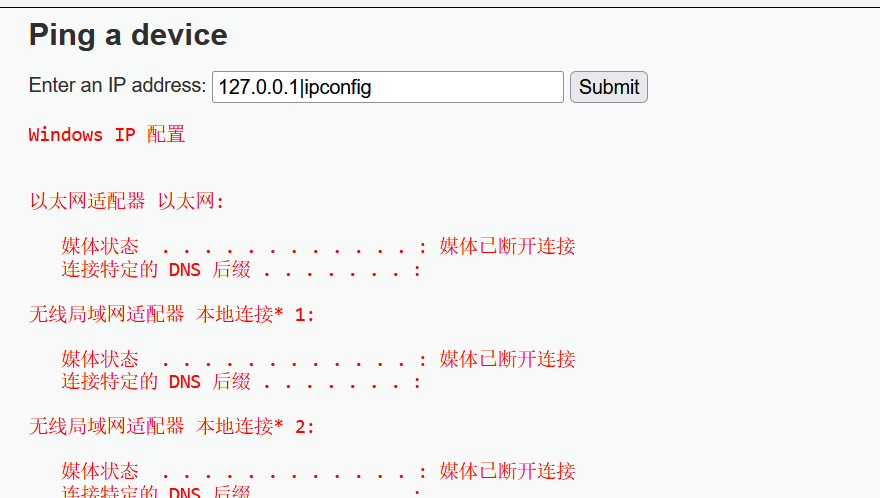 Ping a device
Enter an IP address: 127.0.0.1|ipconfig Submit
Windows IP 配置
以太网适配器 以太网:
媒体状态 . . . . . . . . . . . . : 媒体已断开连接
连接特定的 DNS 后缀 . . . . . . . :
无线局域网适配器 本地连接* 1:
媒体状态 . . . . . . . . . . . . : 媒体已断开连接
连接特定的 DNS 后缀 . . . . . . . :
无线局域网适配器 本地连接* 2:
媒体状态 . . . . . . . . . . . . : 媒体已断开连接
连接特定的 DNS 后缀 . . . . . . . :